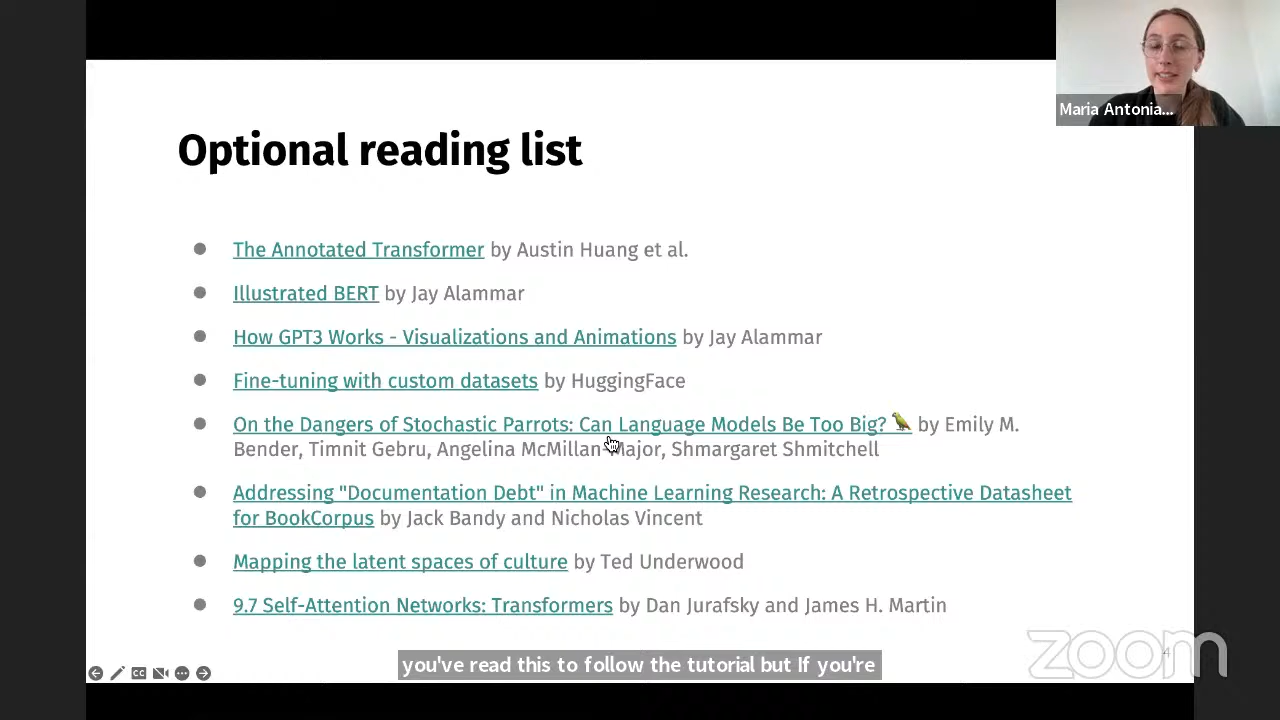 Maria Antonia...
Optional reading list
The Annotated Transformer by Austin Huang et al.
Illustrated BERT by Jay Alammar
How GPT3 Works - Visualizations and Animations by Jay Alammar
Fine-tuning with custom datasets by HuggingFace
On the Dangers of Stochastic Parrots: Can Language Models Be Too Big? 🦜 by Emily M.
Bender, Timnit Gebru, Angelina McMillan-Major, Shmargaret Shmitchell
Addressing "Documentation Debt" in Machine Learning Research: A Retrospective Datasheet
for BookCorpus by Jack Bandy and Nicholas Vincent
Mapping the latent spaces of culture by Ted Underwood
9.7 Self-Attention Networks: Transformers by Dan Jurafsky and James H. Martin
you've read this to follow the tutorial but If you're
zoom
4
CC